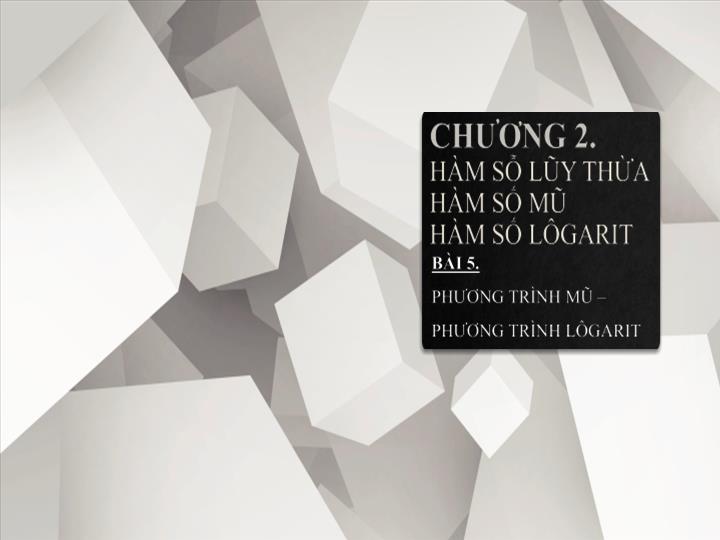 CHƯƠNG 2.
HÀM SỖ LŨY THỪA
HÀM SỐ MŨ
HÀM SỐ LÔGARIT
BÀI 5.
PHƯƠNG TRÌNH MŨ –
PHƯƠNG TRÌNH LÔGARIT